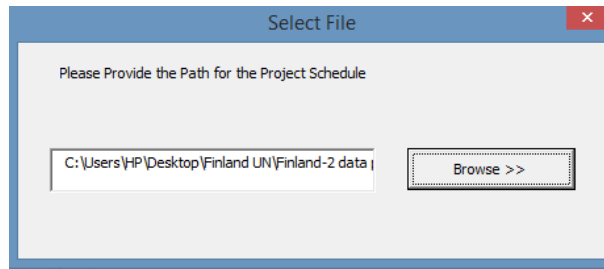 Select File
Please Provide the Path for the Project Schedule
C:\Users\HP\Desktop\Finland UN\Finland-2 data
Browse >>